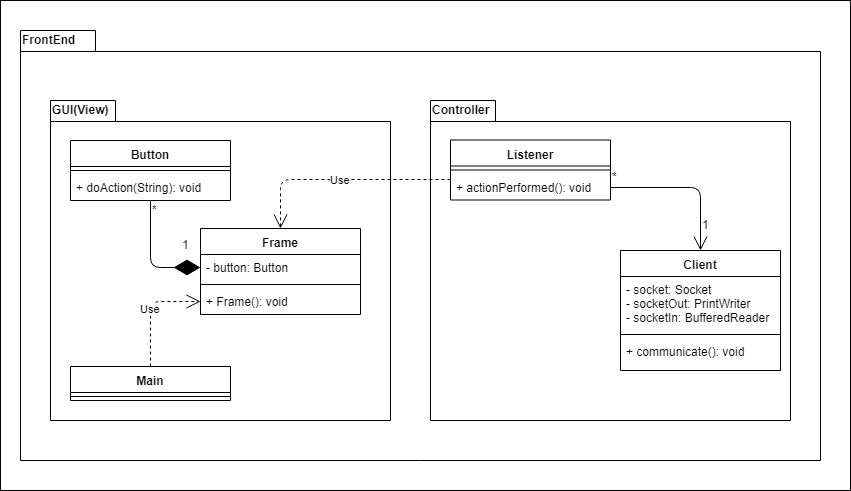 FrontEnd
GUI(View)
Button
+ doAction(String): void
*
1
Frame
- button: Button
+ Frame(): void
Use
Main
Use
Controller
Listener
+ actionPerformed(): void
*
1
Client
- socket: Socket
- socketOut: PrintWriter
- socketIn: BufferedReader
+ communicate(): void